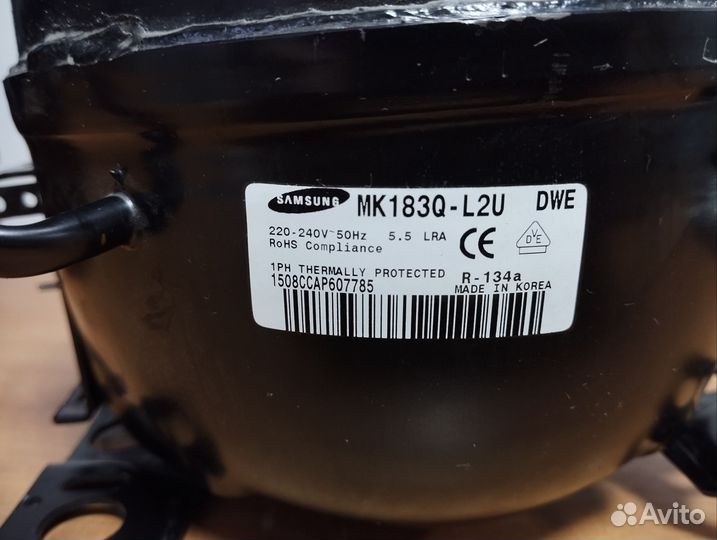 SAMSUNG MK183Q-L2U DWE
220-240V~50Hz 5.5 LRA
RoHS Compliance
CE
VDE
1PH THERMALLY PROTECTED R-134a
1508CCAP607785 MADE IN KOREA
Avito